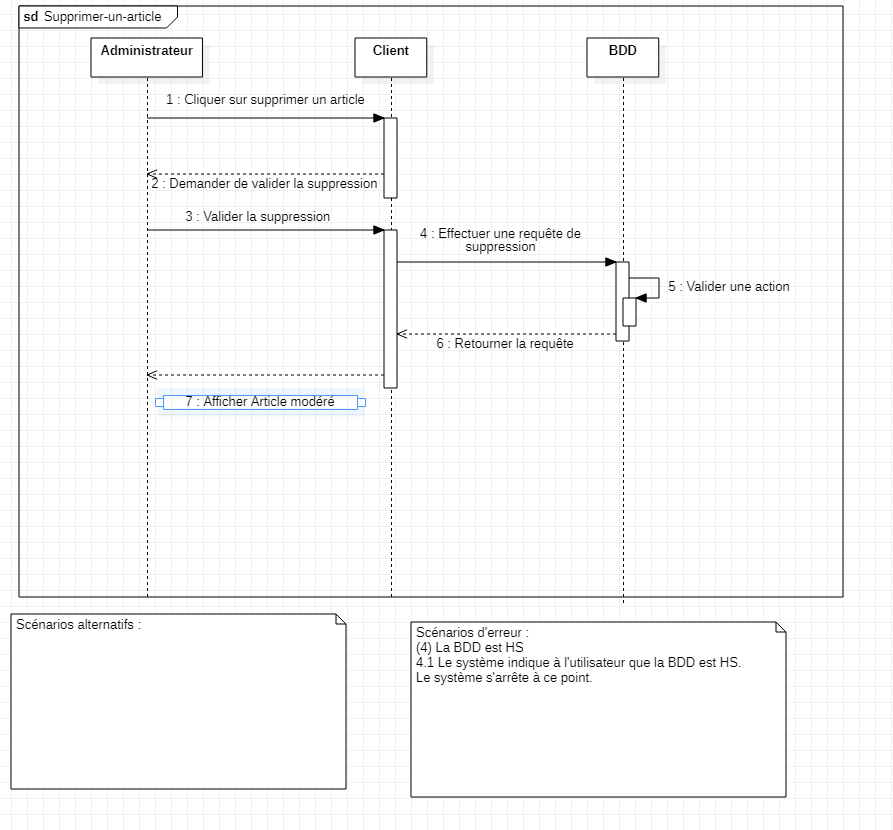 sd Supprimer-un-article
Administrateur
Client
BDD
1 : Cliquer sur supprimer un article
2 : Demander de valider la suppression
3 : Valider la suppression
4 : Effectuer une requête de
suppression
5 : Valider une action
6 : Retourner la requête
7 : Afficher Article modéré
Scénarios alternatifs :
Scénarios d'erreur :
(4) La BDD est HS
4.1 Le système indique à l'utilisateur que la BDD est HS.
Le système s'arrête à ce point.